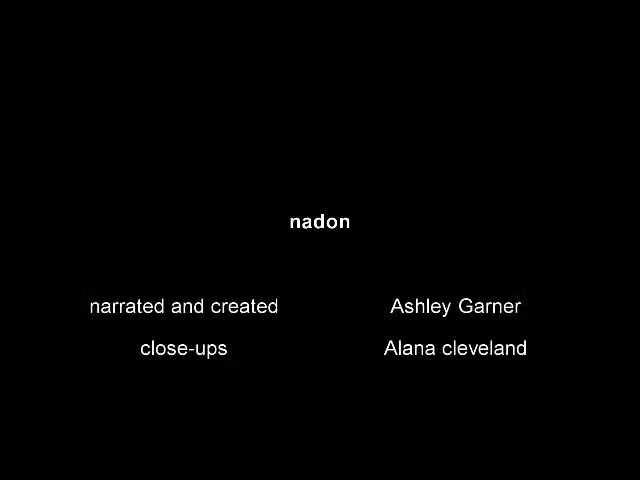 nadon
narrated and created Ashley Garner
close-ups Alana cleveland